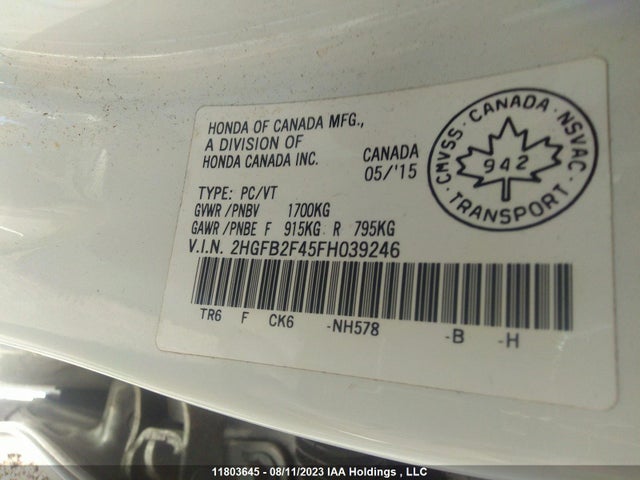 HONDA OF CANADA MFG.,
A DIVISION OF
HONDA CANADA INC.
CANADA
05/'15
CMVSS · CANADA · NSVAC
942
TRANSPORT
TYPE: PC/VT
GVWR /PNBV 1700KG
GAWR /PNBE F 915KG R 795KG
V.I.N. 2HGFB2F45FH039246
TR6 F CK6 -NH578 -B -H
11803645 - 08/11/2023 IAA Holdings , LLC